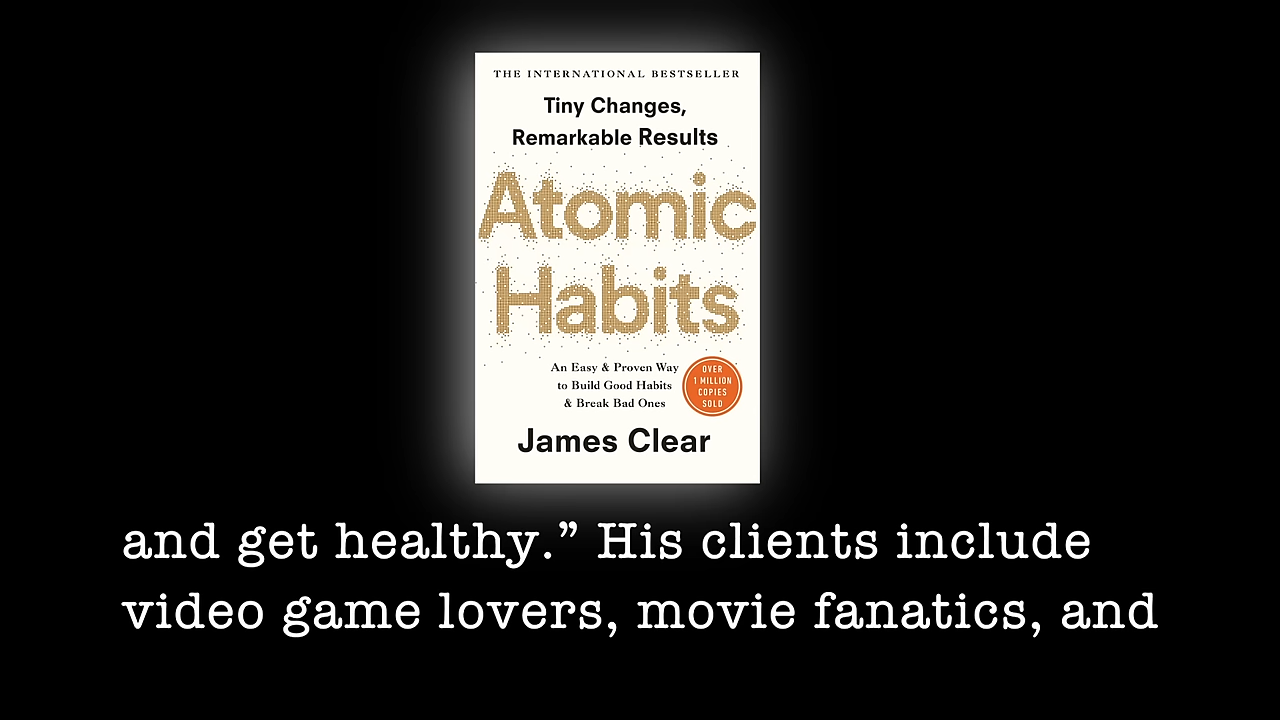 THE INTERNATIONAL BESTSELLER
Tiny Changes,
Remarkable Results
Atomic
Habits
An Easy & Proven Way
to Build Good Habits
& Break Bad Ones
OVER
1 MILLION
COPIES
SOLD
James Clear
and get healthy.” His clients include
video game lovers, movie fanatics, and